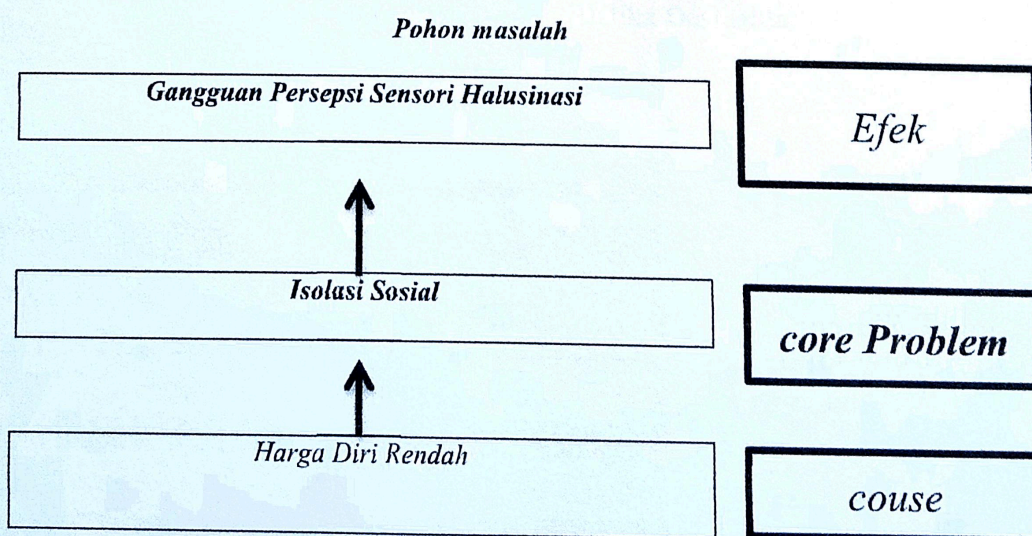 Pohon masalah
Gangguan Persepsi Sensori Halusinasi
Efek
Isolasi Sosial
core Problem
Harga Diri Rendah
couse